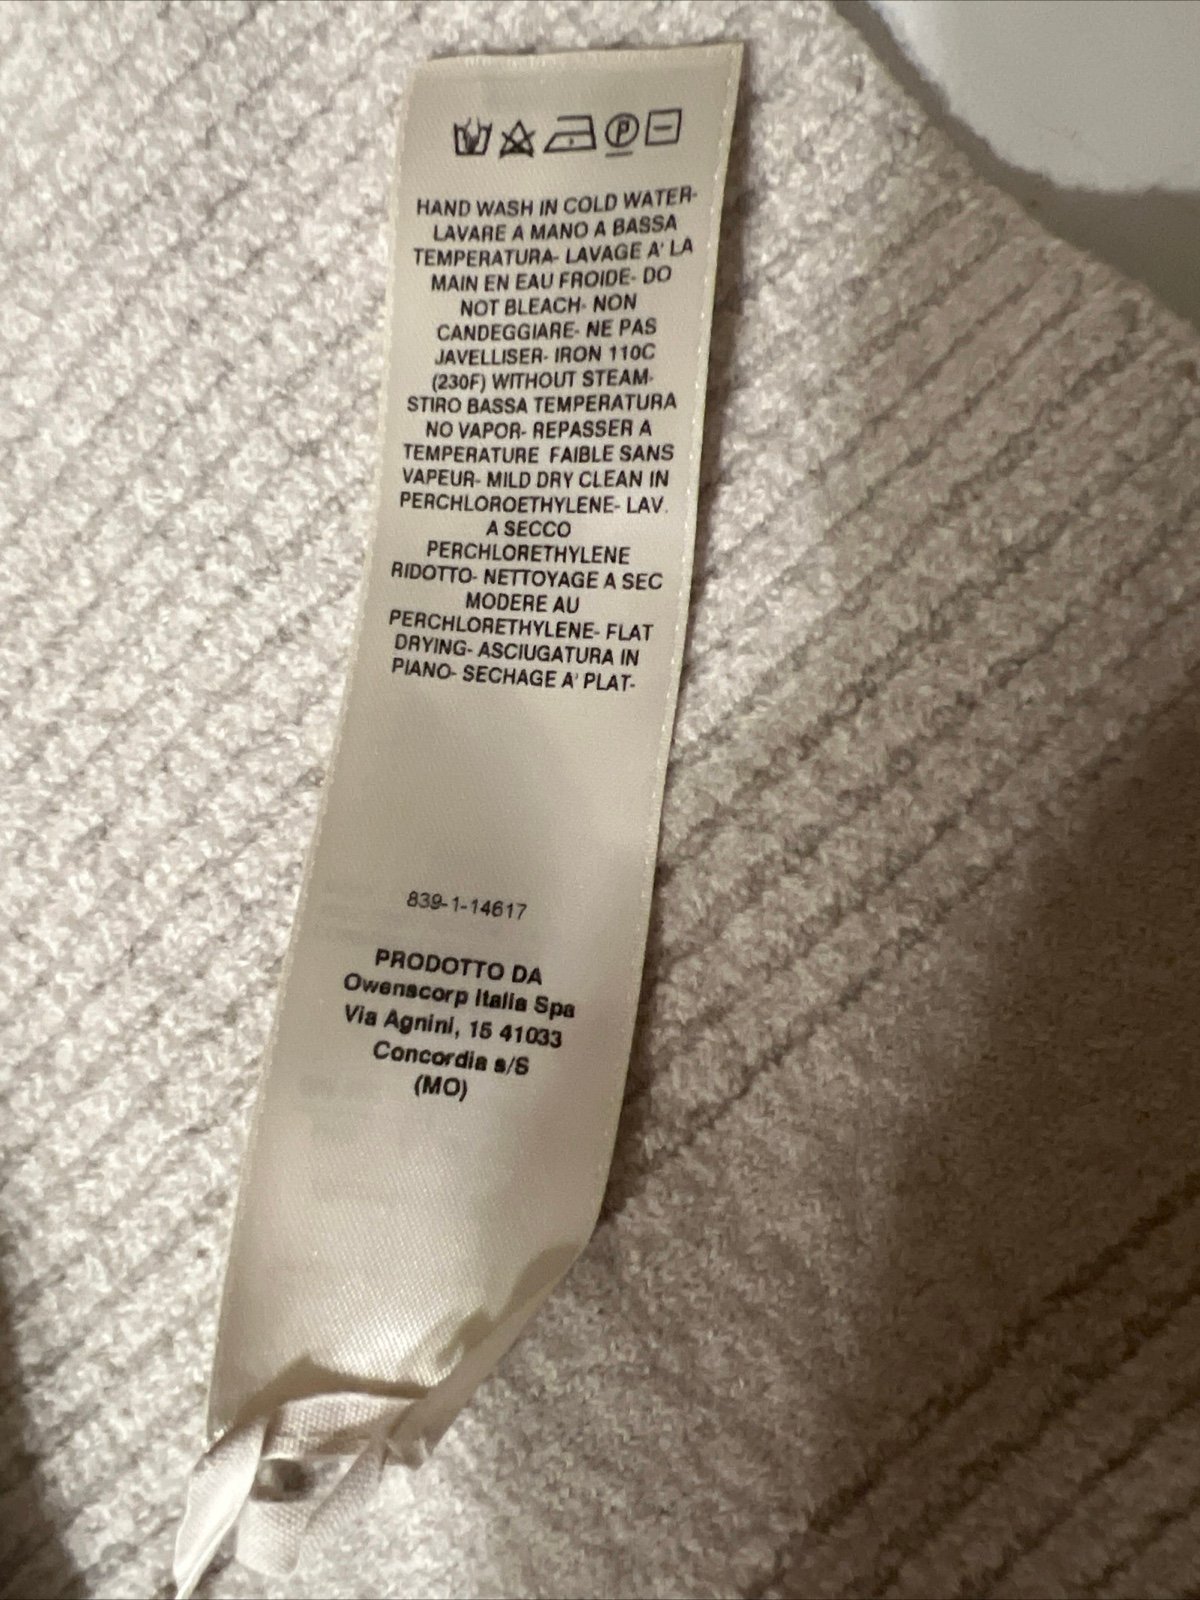 P
HAND WASH IN COLD WATER-
LAVARE A MANO A BASSA
TEMPERATURA- LAVAGE A' LA
MAIN EN EAU FROIDE- DO
NOT BLEACH- NON
CANDEGGIARE- NE PAS
JAVELLISER- IRON 110C
(230F) WITHOUT STEAM-
STIRO BASSA TEMPERATURA
NO VAPOR- REPASSER A
TEMPERATURE FAIBLE SANS
VAPEUR- MILD DRY CLEAN IN
PERCHLOROETHYLENE- LAV.
A SECCO
PERCHLORETHYLENE
RIDOTTO- NETTOYAGE A SEC
MODERE AU
PERCHLORETHYLENE- FLAT
DRYING- ASCIUGATURA IN
PIANO- SECHAGE A' PLAT-
839-1-14617
PRODOTTO DA
Owenscorp Italia Spa
Via Agnini, 15 41033
Concordia s/S
(MO)